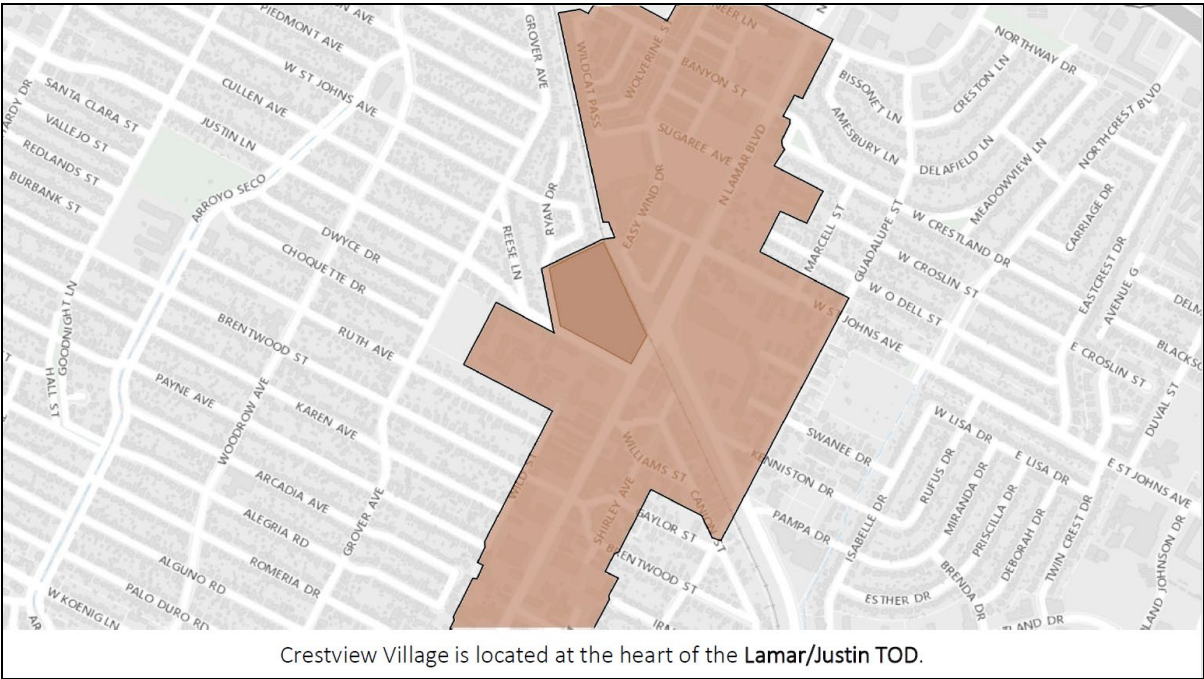 PIEDMONT AVE
W ST JOHNS AVE
CULLEN AVE
JUSTIN LN
SANTA CLARA ST
VALLEJO ST
REDLANDS ST
BURBANK ST
ARROYO SECO
GROVER AVE
WILDCAT PASS
WOLVERINE ST
BANYON ST
SUGAREE AVE
N LAMAR BLVD
EASY WIND DR
RYAN DR
REESE LN
BISSONET LN
AMESBURY LN
CRESTON LN
NORTHWAY DR
DELAFIELD LN
MEADOWVIEW LN
NORTHCREST BLVD
CARRIAGE DR
EASTCREST DR
AVENUE G
MARCELL ST
GUADALUPE ST
W CRESTLAND DR
W CROSLIN ST
W O DELL ST
W ST JOHNS AVE
E CROSLIN ST
DUVAL ST
DWYCE DR
CHOQUETTE DR
RUTH AVE
BRENTWOOD ST
PAYNE AVE
KAREN AVE
WOODROW AVE
GOODNIGHT LN
HALL ST
ARCADIA AVE
ALEGRIA RD
GROVER AVE
ROMERIA DR
ALGUNO RD
PALO DURO RD
W KOENIG LN
WILD ST
WILLIAMS ST
SHIRLEY AVE
CANION ST
GAYLOR ST
BRENTWOOD ST
SWANEE DR
KENNISTON DR
PAMPA DR
ISABELLE DR
RUFUS DR
MIRANDA DR
PRISCILLA DR
DEBORAH DR
TWIN CREST DR
BRENDA DR
ESTHER DR
W LISA DR
E LISA DR
E ST JOHNS AVE
LAND JOHNSON DR
Crestview Village is located at the heart of the Lamar/Justin TOD.